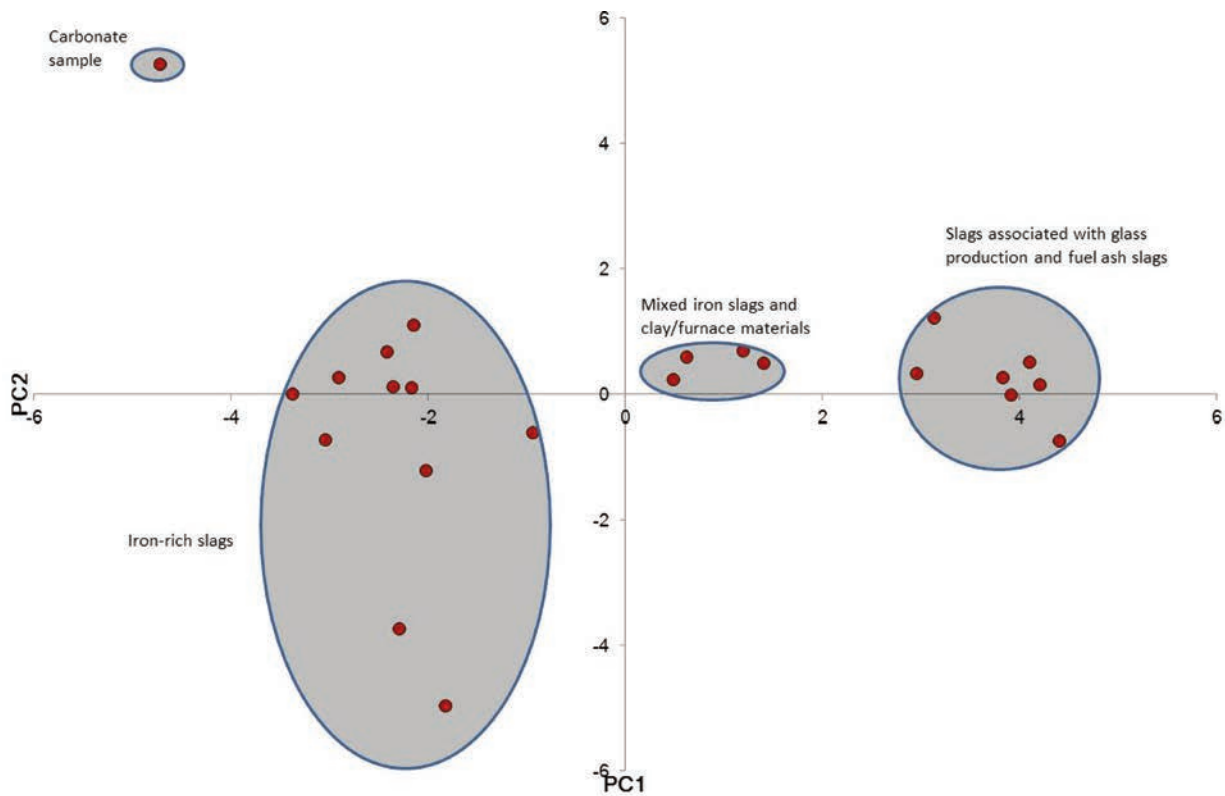 Carbonate
sample
6
4
Slags associated with glass
production and fuel ash slags
2
Mixed iron slags and
clay/furnace materials
PC2
-6
-4
-2
0
0
2
4
6
-2
Iron-rich slags
-4
-6
PC1